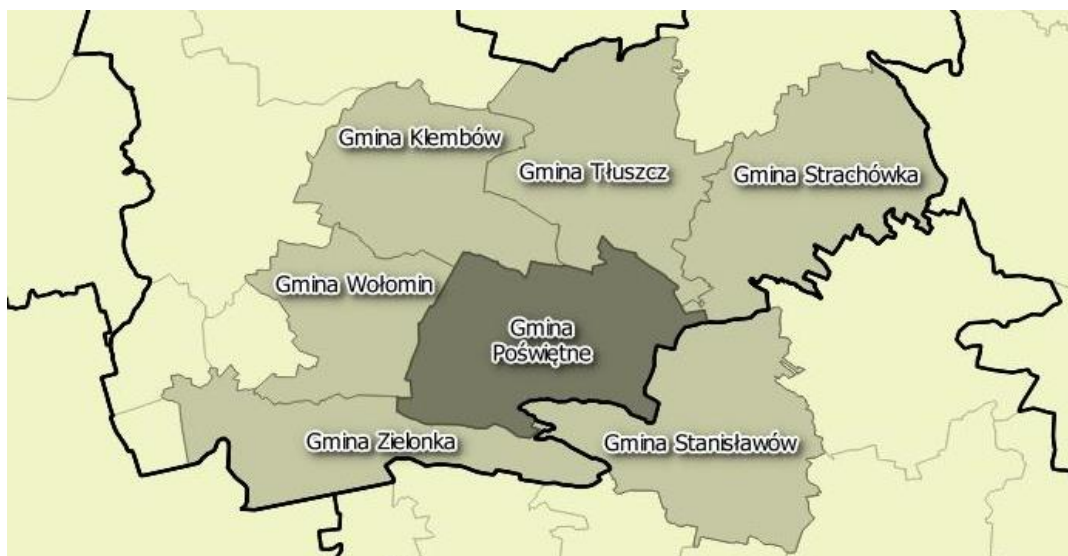 Gmina Klembów
Gmina Tłuszcz
Gmina Strachówka
Gmina Wołomin
Gmina
Poświętne
Gmina Zielonka
Gmina Stanisławów